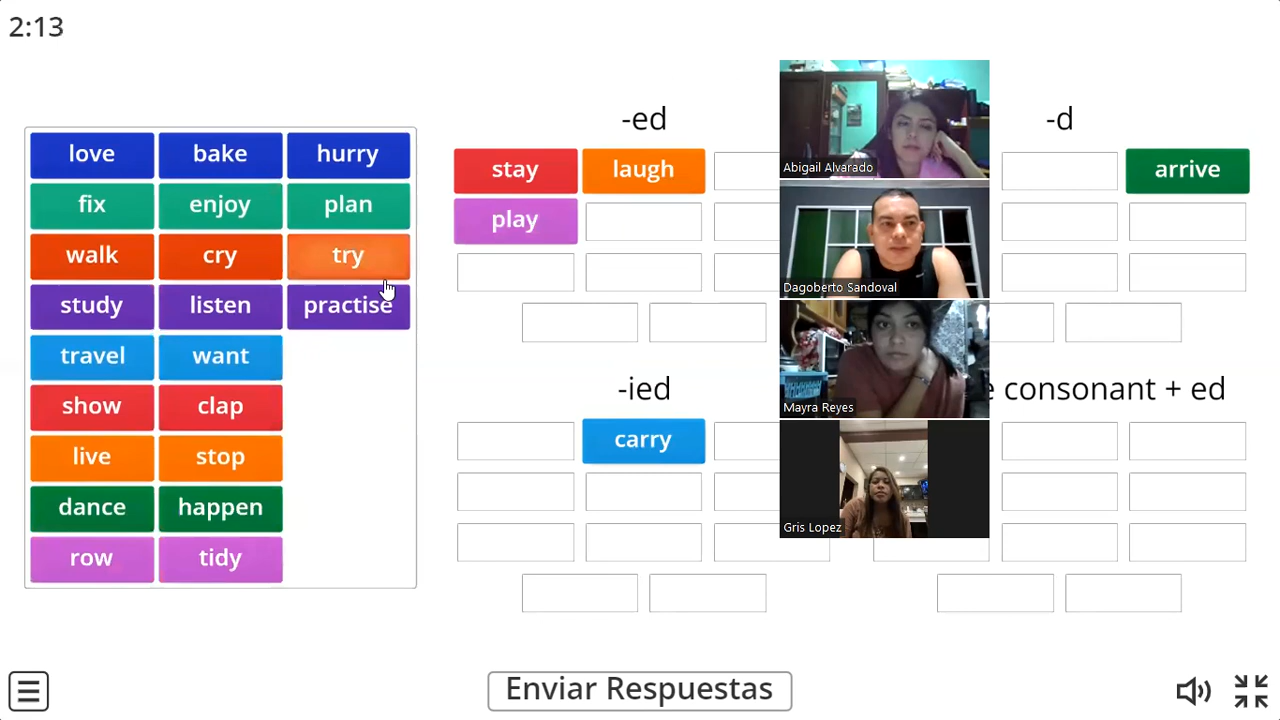 2:13
love bake hurry
fix enjoy plan
walk cry try
study listen practise
travel want
show clap
live stop
dance happen
row tidy
-ed
stay laugh
play
-d
arrive
-ied
carry
consonant + ed
Abigail Alvarado
Dagoberto Sandoval
Mayra Reyes
Gris Lopez
Enviar Respuestas